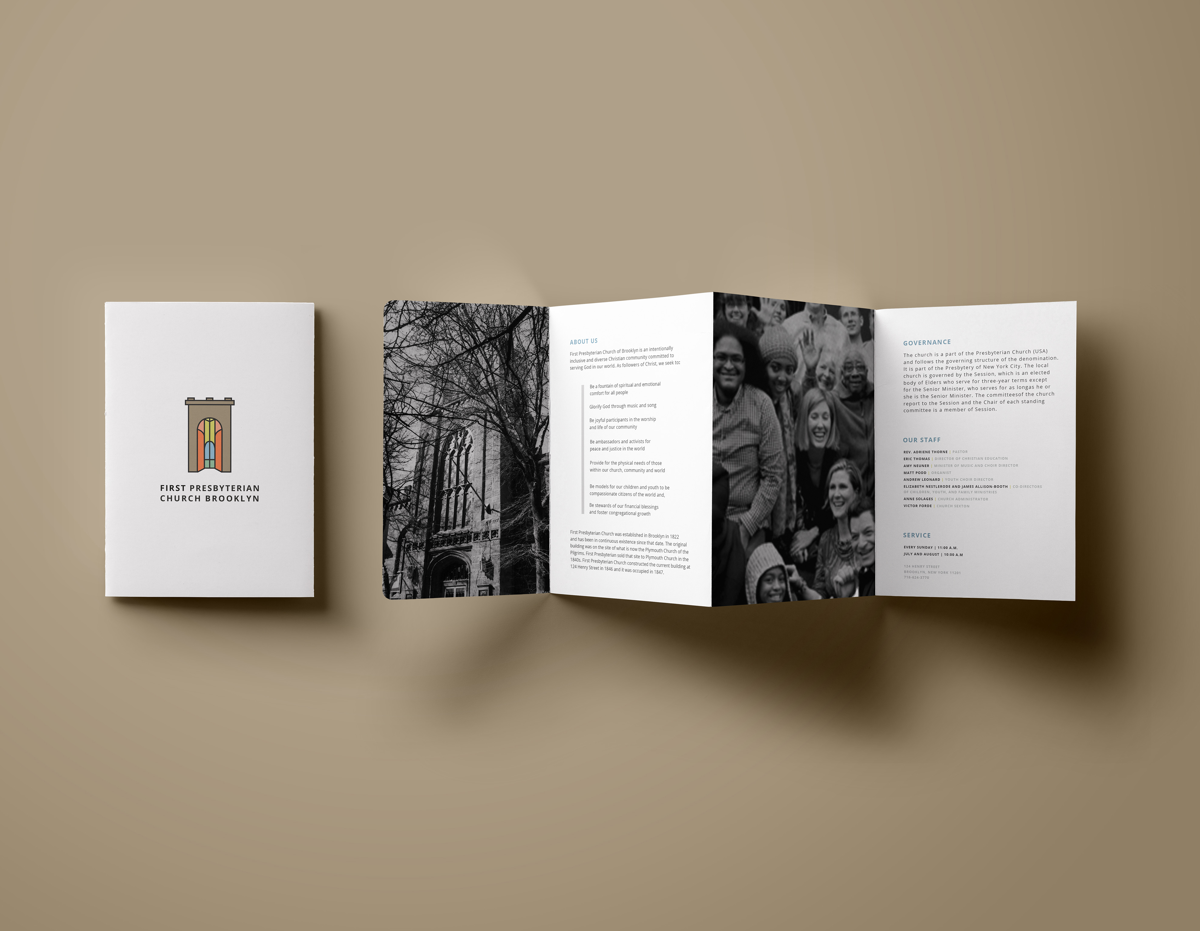 FIRST PRESBYTERIAN
CHURCH BROOKLYN
ABOUT US
First Presbyterian Church of Brooklyn is an intentionally
inclusive and diverse Christian community committed to
serving God in our world. As followers of Christ, we seek to:
Be a fountain of spiritual and emotional
comfort for all people
Glorify God through music and song
Be joyful participants in the worship
and life of our community
Be ambassadors and activists for
peace and justice in the world
Provide for the physical needs of those
within our church, community and world
Be models for our children and youth to be
compassionate citizens of the world and,
Be stewards of our financial blessings
and foster congregational growth
First Presbyterian Church was established in Brooklyn in 1822
and has been in continuous existence since that date. The original
building was on the site of what is now the Plymouth Church of the
Pilgrims. First Presbyterian sold that site to Plymouth Church in the
1840s. First Presbyterian Church constructed the current building at
124 Henry Street in 1846 and it was occupied in 1847.
GOVERNANCE
The church is a part of the Presbyterian Church (USA)
and follows the governing structure of the denomination.
It is part of the Presbytery of New York City. The local
church is governed by the Session, which is an elected
body of Elders who serve for three-year terms except
for the Senior Minister, who serves for as longas he or
she is the Senior Minister. The committeesof the church
report to the Session and the Chair of each standing
committee is a member of Session.
OUR STAFF
REV. ADRIENE THORNE | PASTOR
ERIC THOMAS | DIRECTOR OF CHRISTIAN EDUCATION
AMY NEUNER | MINISTER OF MUSIC AND CHOIR DIRECTOR
MATT PODD | ORGANIST
ANDREW LEONARD | YOUTH CHOIR DIRECTOR
ELIZABETH NESTLERODE AND JAMES ALLISON BOOTH | CO-DIRECTORS
OF CHILDREN, YOUTH, AND FAMILY MINISTRIES
ANNE SOLAGES | CHURCH ADMINISTRATOR
VICTOR FORDE | CHURCH SEXTON
SERVICE
EVERY SUNDAY | 11:00 A.M.
JULY AND AUGUST | 10:00 A.M
124 HENRY STREET
BROOKLYN, NEW YORK 11201